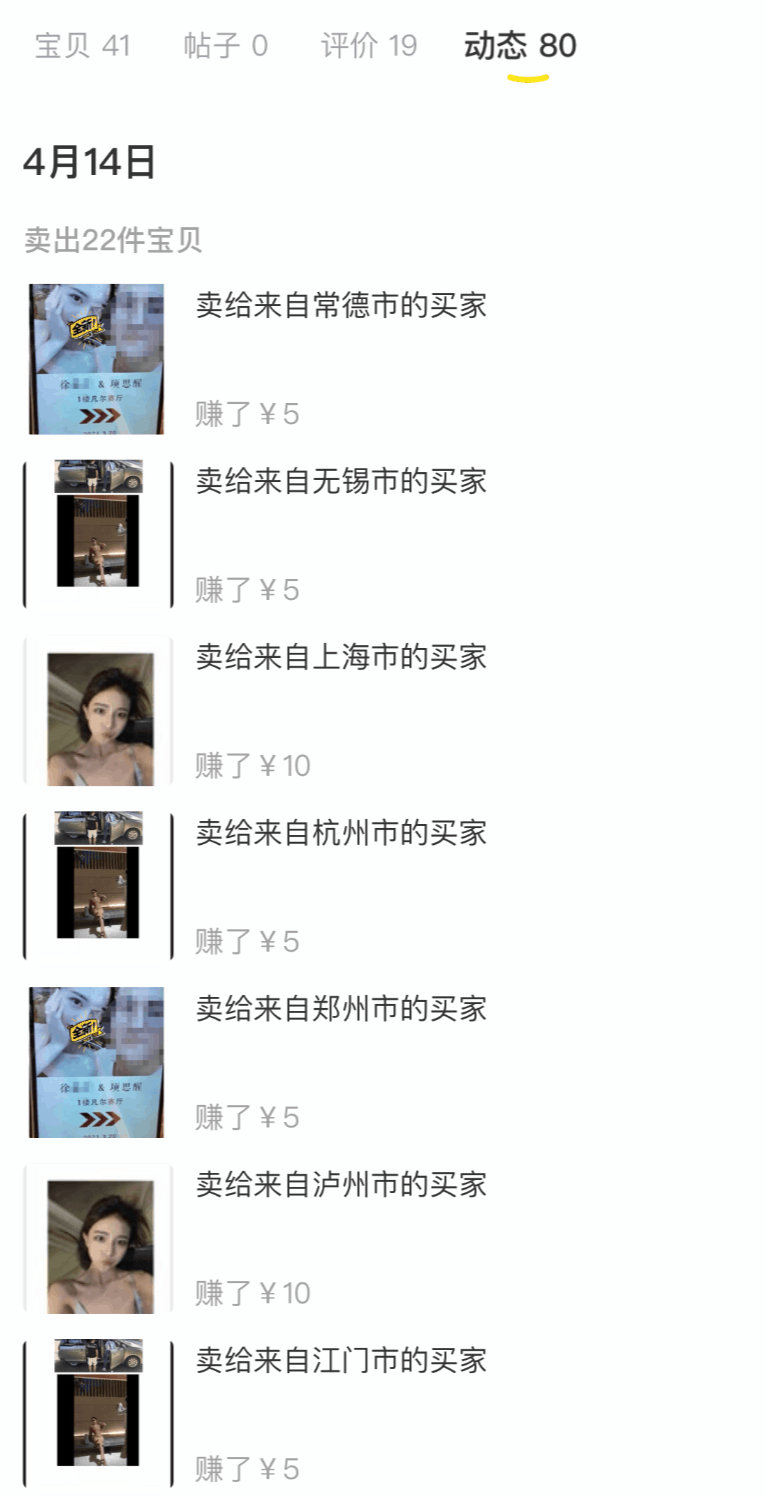 宝贝 41 帖子 0 评价 19 动态 80
4月14日
卖出22件宝贝
卖给来自常德市的买家
全新!
徐 & 项思醒
1楼凡尔赛厅
赚了¥5
卖给来自无锡市的买家
赚了¥5
卖给来自上海市的买家
赚了¥10
卖给来自杭州市的买家
赚了¥5
卖给来自郑州市的买家
全新!
徐 & 项思醒
1楼凡尔赛厅
赚了¥5
卖给来自泸州市的买家
赚了¥10
卖给来自江门市的买家
赚了¥5